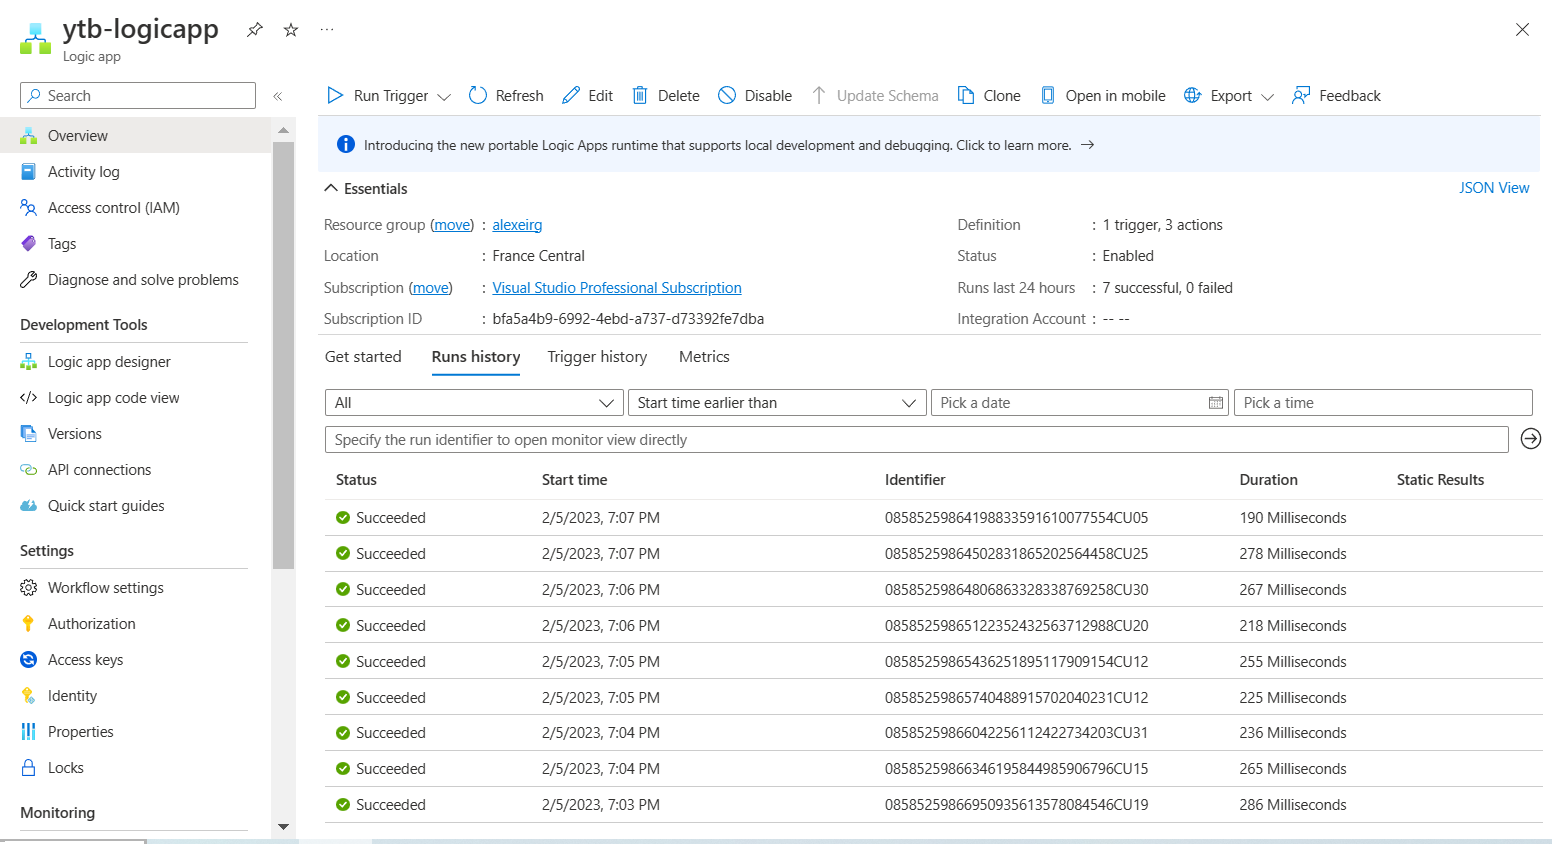 ytb-logicapp
Logic app
Search
Overview
Activity log
Access control (IAM)
Tags
Diagnose and solve problems
Development Tools
Logic app designer
Logic app code view
Versions
API connections
Quick start guides
Settings
Workflow settings
Authorization
Access keys
Identity
Properties
Locks
Monitoring
Run Trigger Refresh Edit Delete Disable Update Schema Clone Open in mobile Export Feedback
Introducing the new portable Logic Apps runtime that supports local development and debugging. Click to learn more. →
Essentials JSON View
Resource group (move) : alexeirg Definition : 1 trigger, 3 actions
Location : France Central Status : Enabled
Subscription (move) : Visual Studio Professional Subscription Runs last 24 hours : 7 successful, 0 failed
Subscription ID : bfa5a4b9-6992-4ebd-a737-d73392fe7dba Integration Account : -- --
Get started Runs history Trigger history Metrics
All Start time earlier than Pick a date Pick a time
Specify the run identifier to open monitor view directly
Status Start time Identifier Duration Static Results
Succeeded 2/5/2023, 7:07 PM 08585259864198833591610077554CU05 190 Milliseconds
Succeeded 2/5/2023, 7:07 PM 08585259864502831865202564458CU25 278 Milliseconds
Succeeded 2/5/2023, 7:06 PM 08585259864806863328338769258CU30 267 Milliseconds
Succeeded 2/5/2023, 7:06 PM 08585259865122352432563712988CU20 218 Milliseconds
Succeeded 2/5/2023, 7:05 PM 08585259865436251895117909154CU12 255 Milliseconds
Succeeded 2/5/2023, 7:05 PM 08585259865740488915702040231CU12 225 Milliseconds
Succeeded 2/5/2023, 7:04 PM 08585259866042256112422734203CU31 236 Milliseconds
Succeeded 2/5/2023, 7:04 PM 08585259866346195844985906796CU15 265 Milliseconds
Succeeded 2/5/2023, 7:03 PM 08585259866950935613578084546CU19 286 Milliseconds